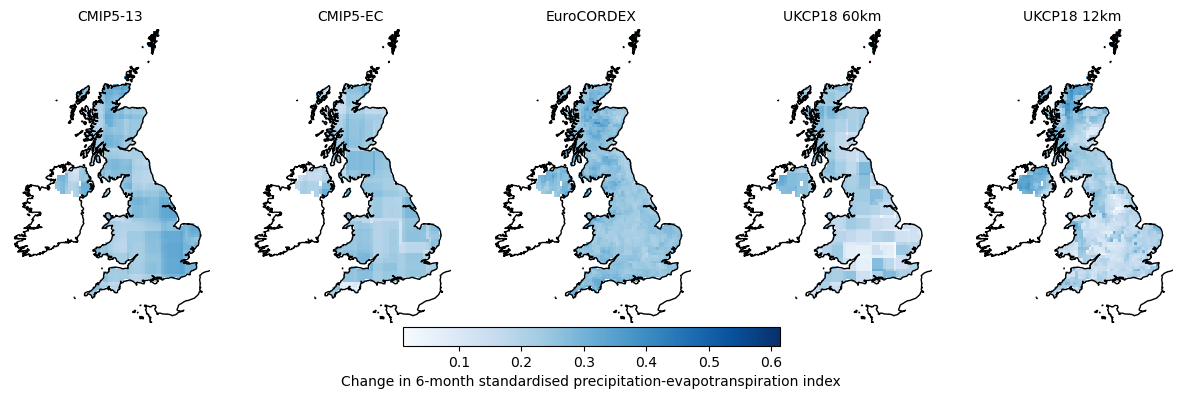 CMIP5-13 CMIP5-EC EuroCORDEX UKCP18 60km UKCP18 12km
0.1 0.2 0.3 0.4 0.5 0.6
Change in 6-month standardised precipitation-evapotranspiration index